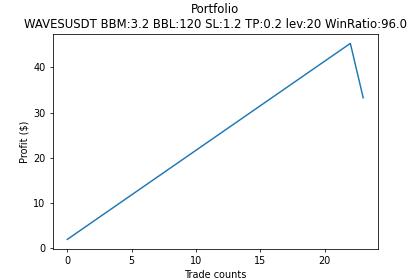 Portfolio
WAVESUSDT BBM:3.2 BBL:120 SL:1.2 TP:0.2 lev:20 WinRatio:96.0
Profit ($)
40
30
20
10
0
0 5 10 15 20
Trade counts